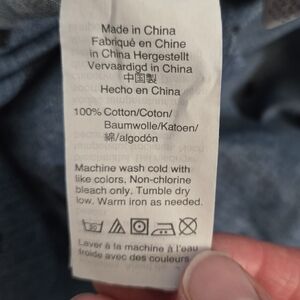 Made in China
Fabriqué en Chine
in China Hergestellt
Vervaardigd in China
中国製
Hecho en China
100% Cotton/Coton/
Baumwolle/Katoen/
綿/algodón
Machine wash cold with
like colors. Non-chlorine
bleach only. Tumble dry
low. Warm iron as needed.
Laver à la machine à l'eau
froide avec des couleurs